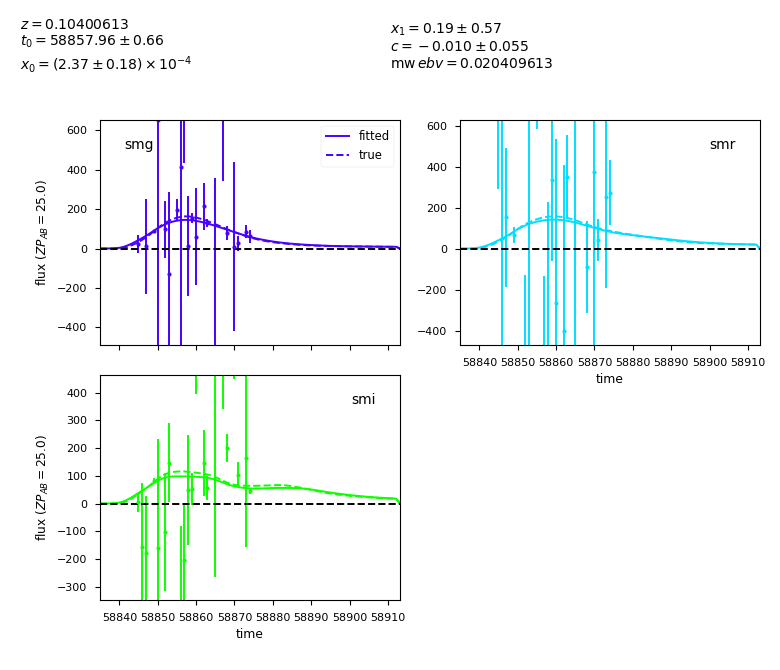 z = 0.10400613
t₀ = 58857.96 ± 0.66
x₀ = (2.37 ± 0.18) × 10⁻⁴
x₁ = 0.19 ± 0.57
c = −0.010 ± 0.055
mw ebv = 0.020409613
smg
fitted
true
600
400
200
0
−200
−400
flux (ZP_AB = 25.0)
smr
600
400
200
0
−200
−400
58840 58850 58860 58870 58880 58890 58900 58910
time
smi
400
300
200
100
0
−100
−200
−300
flux (ZP_AB = 25.0)
58840 58850 58860 58870 58880 58890 58900 58910
time